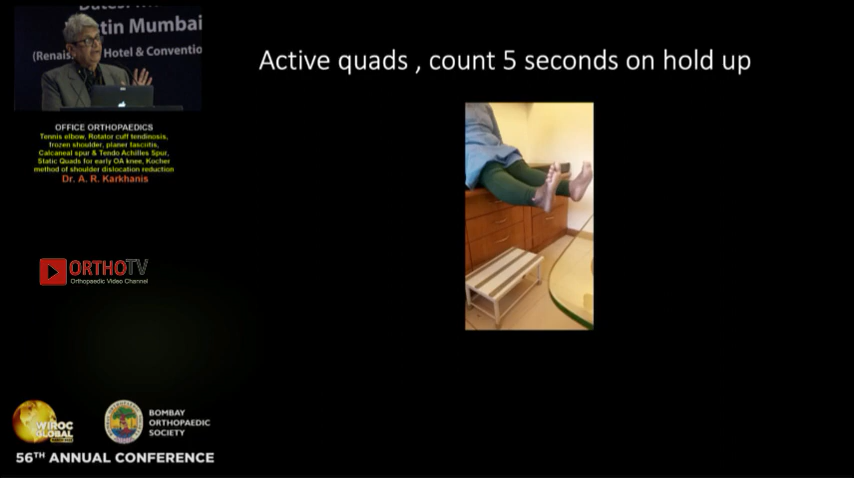 tin Mumbai
(Renais Hotel & Conventio
Active quads , count 5 seconds on hold up
OFFICE ORTHOPAEDICS
Tennis elbow, Rotator cuff tendinosis,
frozen shoulder, planer fasciitis,
Calcaneal spur & Tendo Achilles Spur,
Static Quads for early OA knee, Kocher
method of shoulder dislocation reduction
Dr. A. R. Karkhanis
ORTHOTV
Orthopaedic Video Channel
WIROC
GLOBAL
BOMBAY
ORTHOPAEDIC
SOCIETY
56TH ANNUAL CONFERENCE